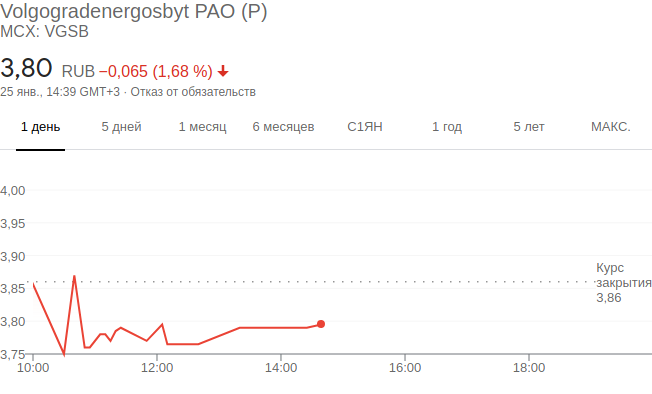 Volgogradenergosbyt PAO (P)
MCX: VGSB
3,80 RUB −0,065 (1,68 %)
25 янв., 14:39 GMT+3 · Отказ от обязательств
1 день 5 дней 1 месяц 6 месяцев С1ЯН 1 год 5 лет МАКС.
4,00
3,95
3,90
Курс
закрытия
3,86
3,85
3,80
3,75
10:00 12:00 14:00 16:00 18:00